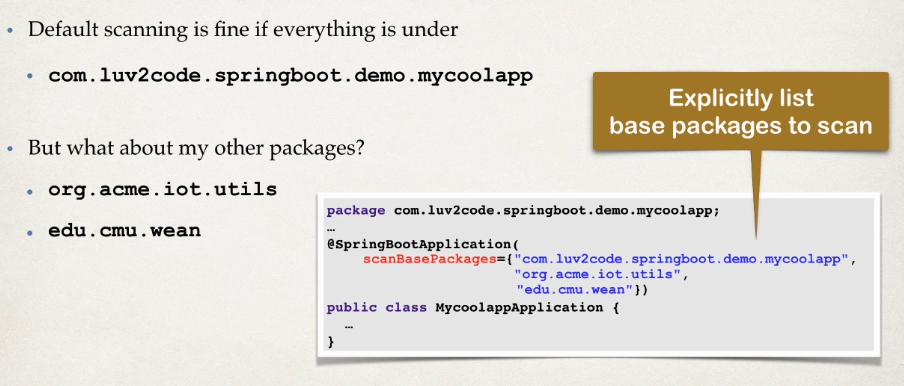 • Default scanning is fine if everything is under
• com.luv2code.springboot.demo.mycoolapp
• But what about my other packages?
• org.acme.iot.utils
• edu.cmu.wean
Explicitly list
base packages to scan
package com.luv2code.springboot.demo.mycoolapp;
…
@SpringBootApplication(
scanBasePackages={"com.luv2code.springboot.demo.mycoolapp",
"org.acme.iot.utils",
"edu.cmu.wean"})
public class MycoolappApplication {
…
}